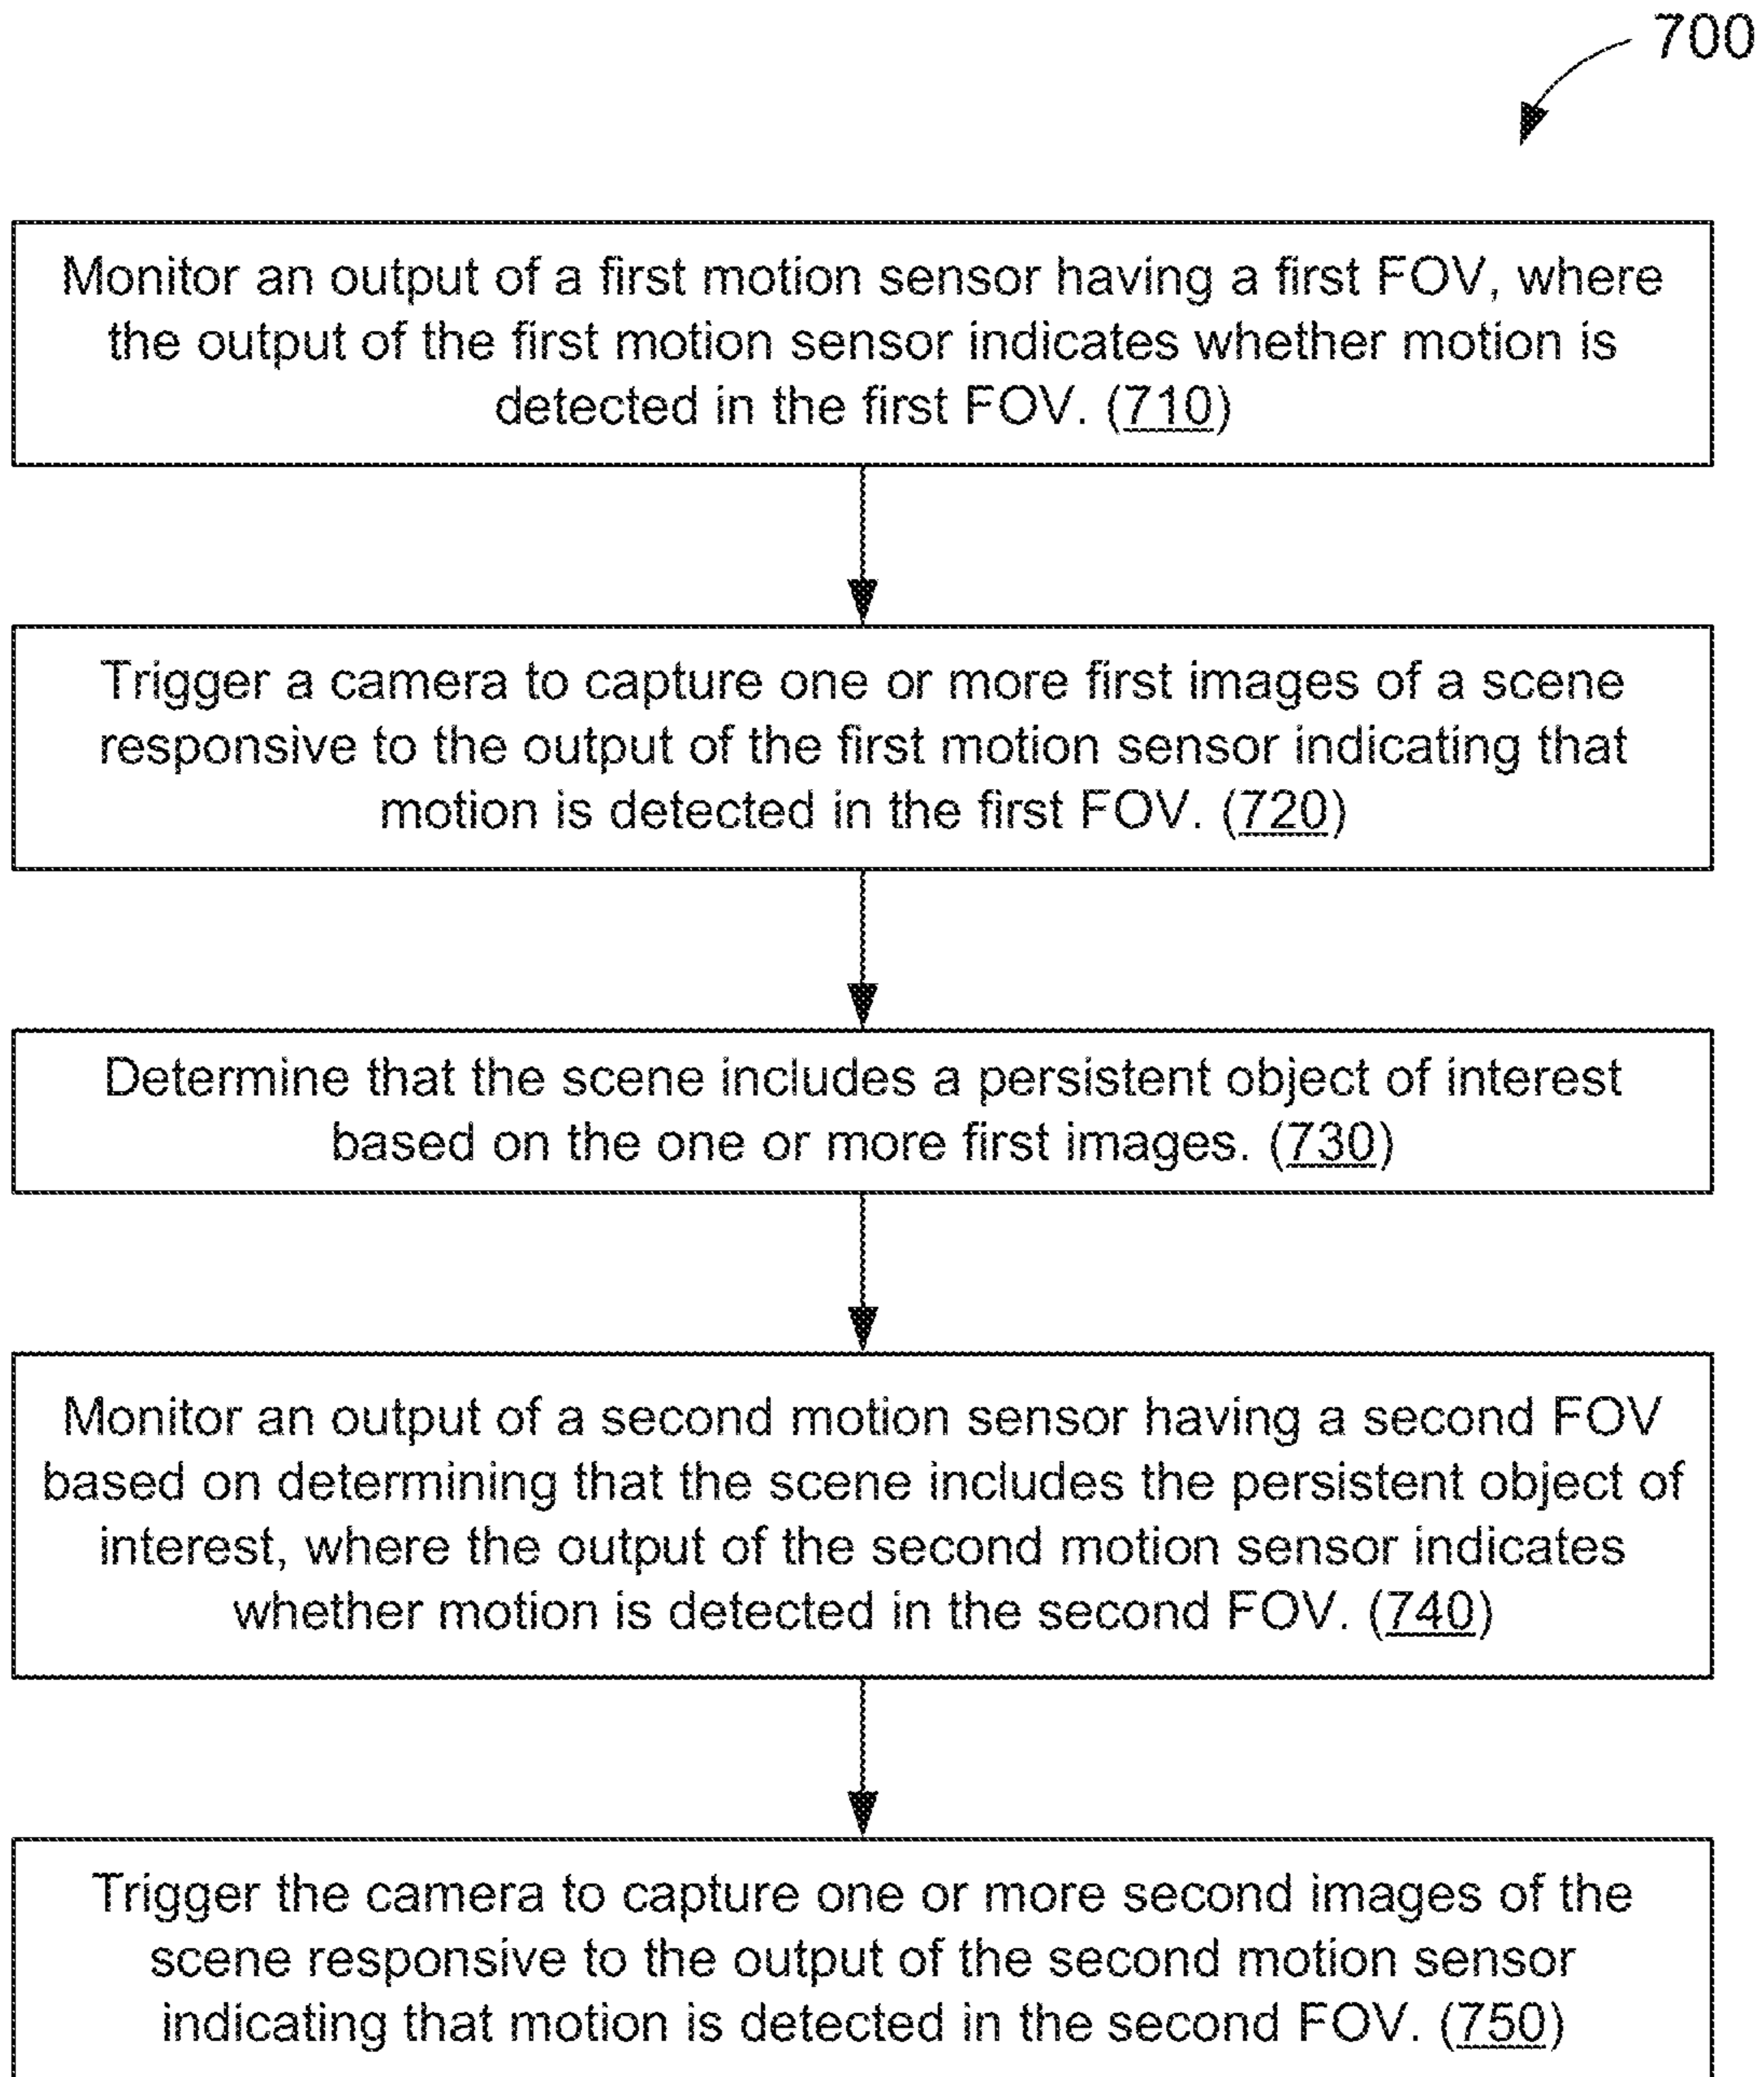 700
Monitor an output of a first motion sensor having a first FOV, where
the output of the first motion sensor indicates whether motion is
detected in the first FOV. (710)
Trigger a camera to capture one or more first images of a scene
responsive to the output of the first motion sensor indicating that
motion is detected in the first FOV. (720)
Determine that the scene includes a persistent object of interest
based on the one or more first images. (730)
Monitor an output of a second motion sensor having a second FOV
based on determining that the scene includes the persistent object of
interest, where the output of the second motion sensor indicates
whether motion is detected in the second FOV. (740)
Trigger the camera to capture one or more second images of the
scene responsive to the output of the second motion sensor
indicating that motion is detected in the second FOV. (750)